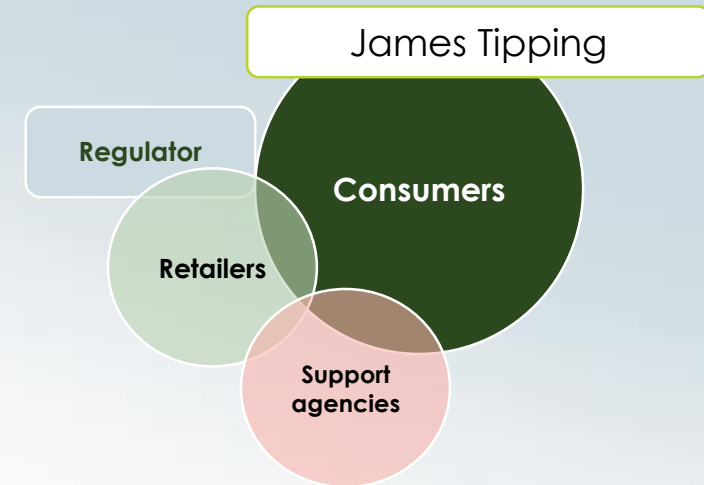 James Tipping
Regulator
Consumers
Retailers
Support
agencies